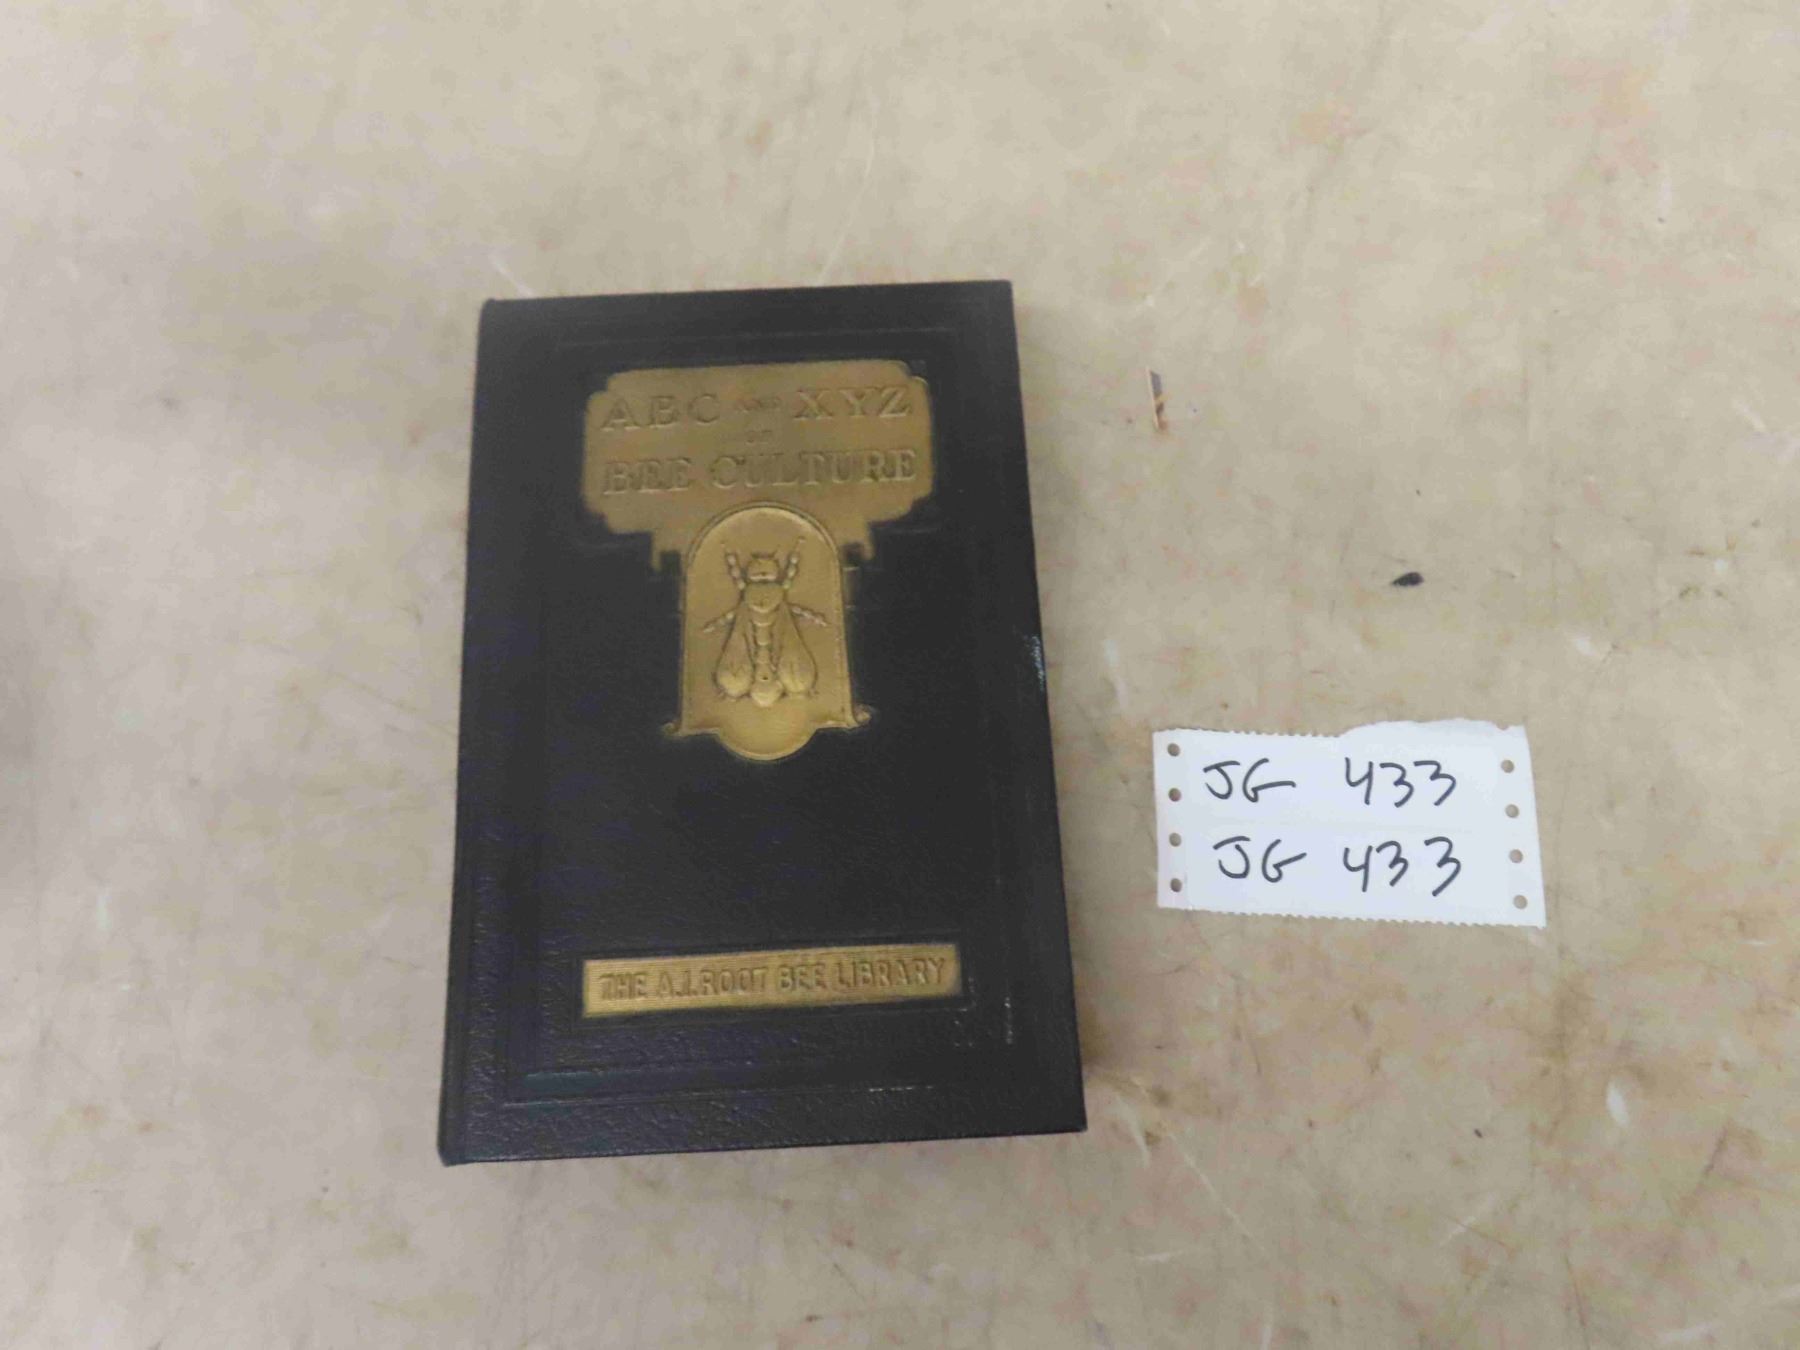 ABC AND XYZ
OF
BEE CULTURE
THE A.I. ROOT BEE LIBRARY
JG 433
JG 433